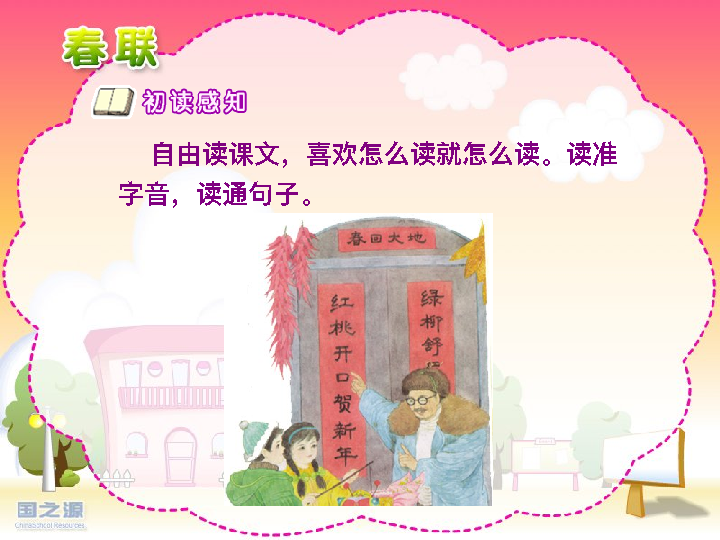 春联
初读感知
自由读课文，喜欢怎么读就怎么读。读准
字音，读通句子。
春回大地
红桃开口贺新年
绿柳舒
国之源